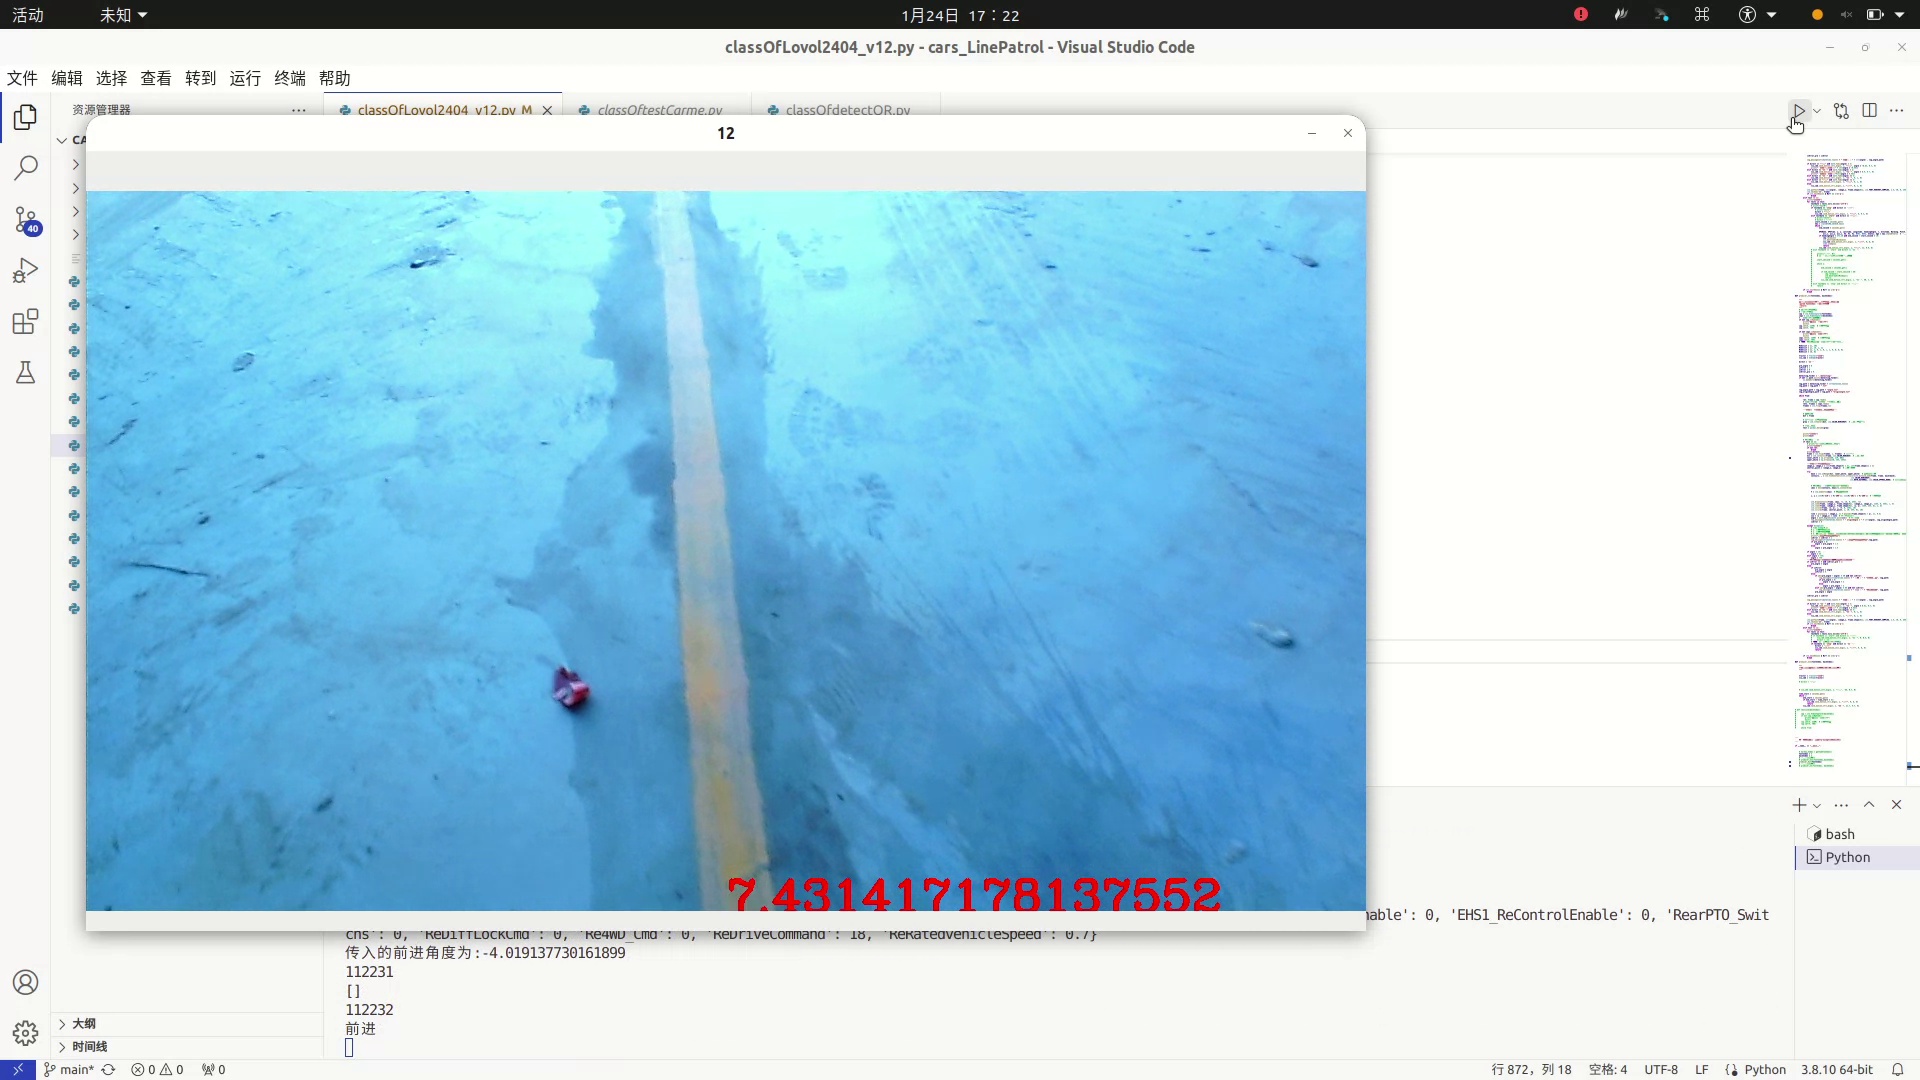 活动
未知
1月24日 17：22
classOfLovol2404_v12.py - cars_LinePatrol - Visual Studio Code
文件 编辑 选择 查看 转到 运行 终端 帮助
资源管理器
classOfLovol2404_v12.py M
classOftestCarme.py
classOfdetectQR.py
CA
12
40
7.431417178137552
bash
Python
nable': 0, 'EHS1_ReControlEnable': 0, 'RearPTO_Swit
chs': 0, 'ReDiffLockCmd': 0, 'Re4WD_Cmd': 0, 'ReDriveCommand': 18, 'ReRatedVehicleSpeed': 0.7}
传入的前进角度为:-4.019137730161899
112231
[]
112232
前进
大纲
时间线
main* 0 0 0
行 872，列 18 空格: 4 UTF-8 LF Python 3.8.10 64-bit